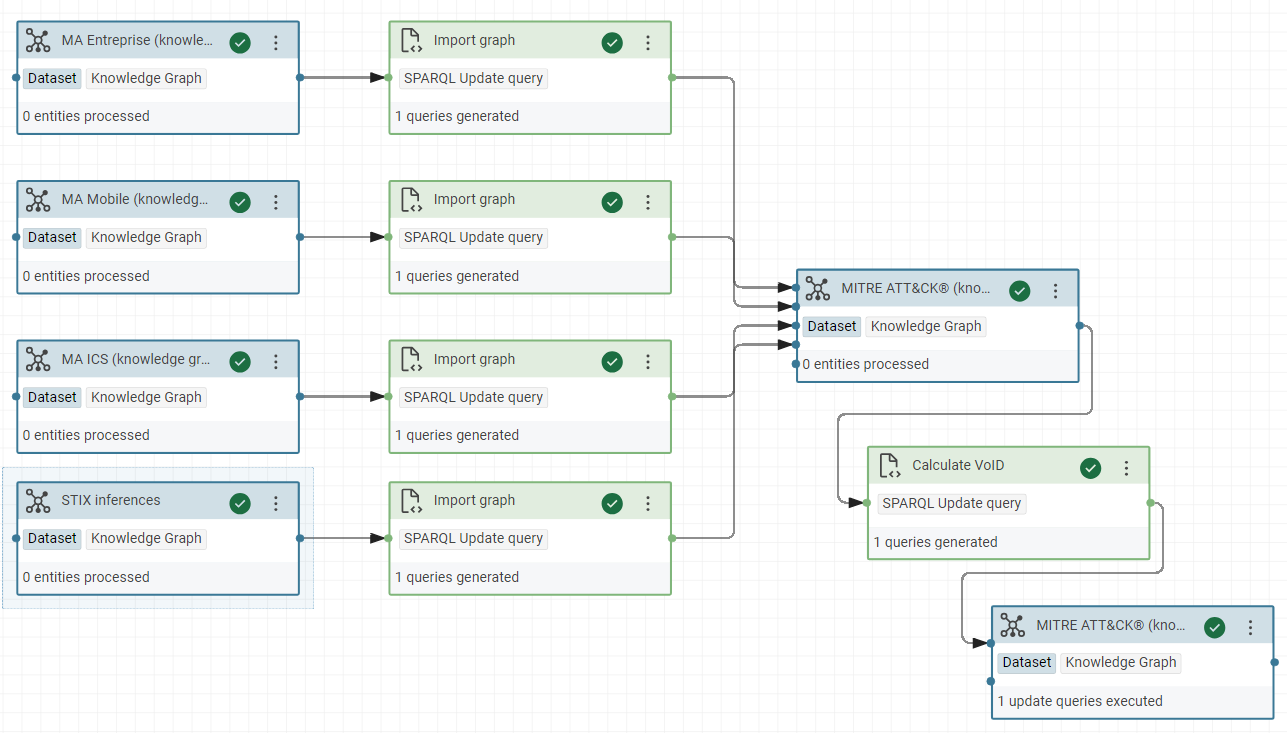 MA Entreprise (knowle...
Dataset Knowledge Graph
0 entities processed
Import graph
SPARQL Update query
1 queries generated
MA Mobile (knowledg...
Dataset Knowledge Graph
0 entities processed
Import graph
SPARQL Update query
1 queries generated
MITRE ATT&CK® (kno...
Dataset Knowledge Graph
0 entities processed
MA ICS (knowledge gr...
Dataset Knowledge Graph
0 entities processed
Import graph
SPARQL Update query
1 queries generated
STIX inferences
Dataset Knowledge Graph
0 entities processed
Import graph
SPARQL Update query
1 queries generated
Calculate VoID
SPARQL Update query
1 queries generated
MITRE ATT&CK® (kno...
Dataset Knowledge Graph
1 update queries executed